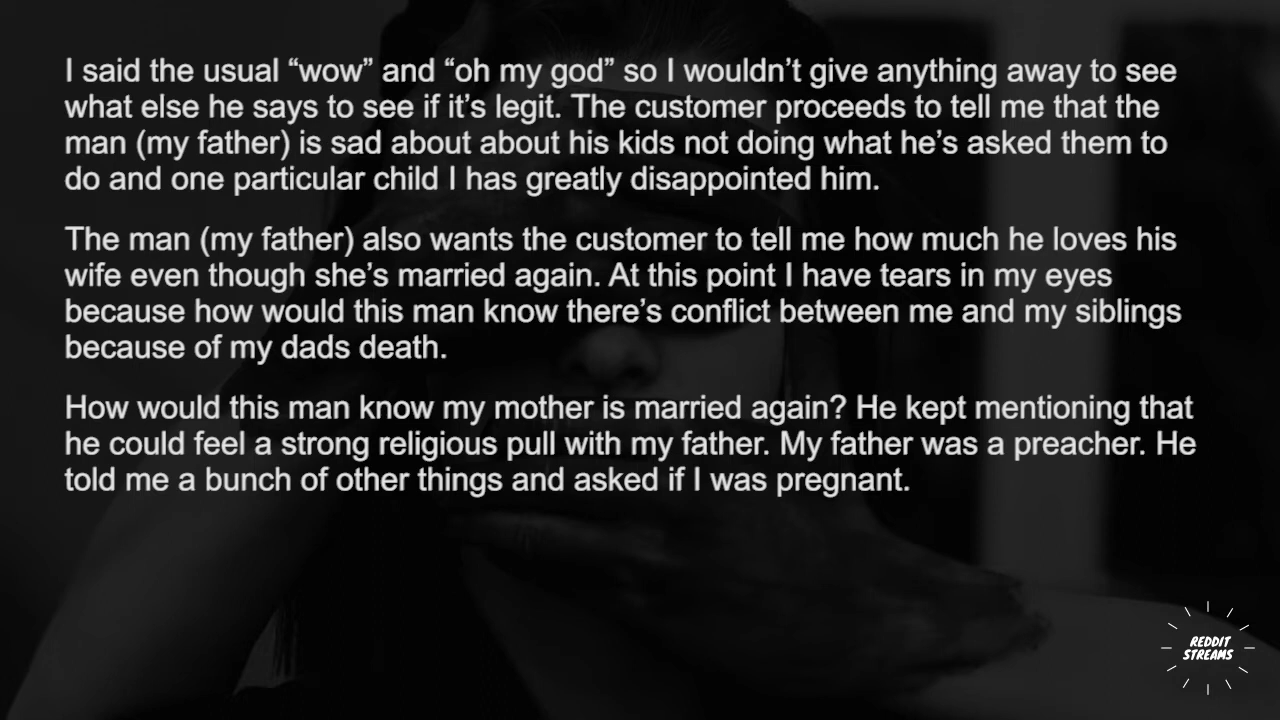 I said the usual “wow” and “oh my god” so I wouldn’t give anything away to see
what else he says to see if it’s legit. The customer proceeds to tell me that the
man (my father) is sad about about his kids not doing what he’s asked them to
do and one particular child I has greatly disappointed him.
The man (my father) also wants the customer to tell me how much he loves his
wife even though she’s married again. At this point I have tears in my eyes
because how would this man know there’s conflict between me and my siblings
because of my dads death.
How would this man know my mother is married again? He kept mentioning that
he could feel a strong religious pull with my father. My father was a preacher. He
told me a bunch of other things and asked if I was pregnant.
REDDIT
STREAMS